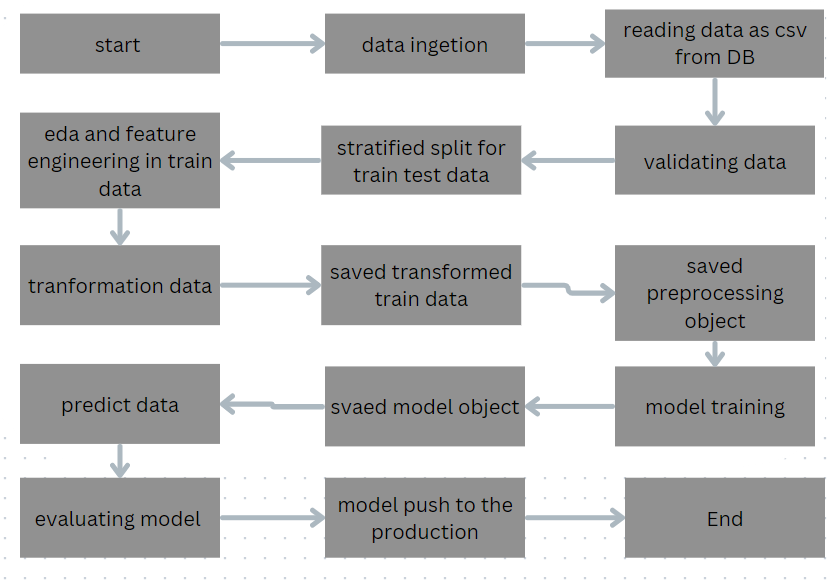 start
data ingetion
reading data as csv
from DB
validating data
stratified split for
train test data
eda and feature
engineering in train
data
tranformation data
saved transformed
train data
saved
preprocessing
object
model training
svaed model object
predict data
evaluating model
model push to the
production
End